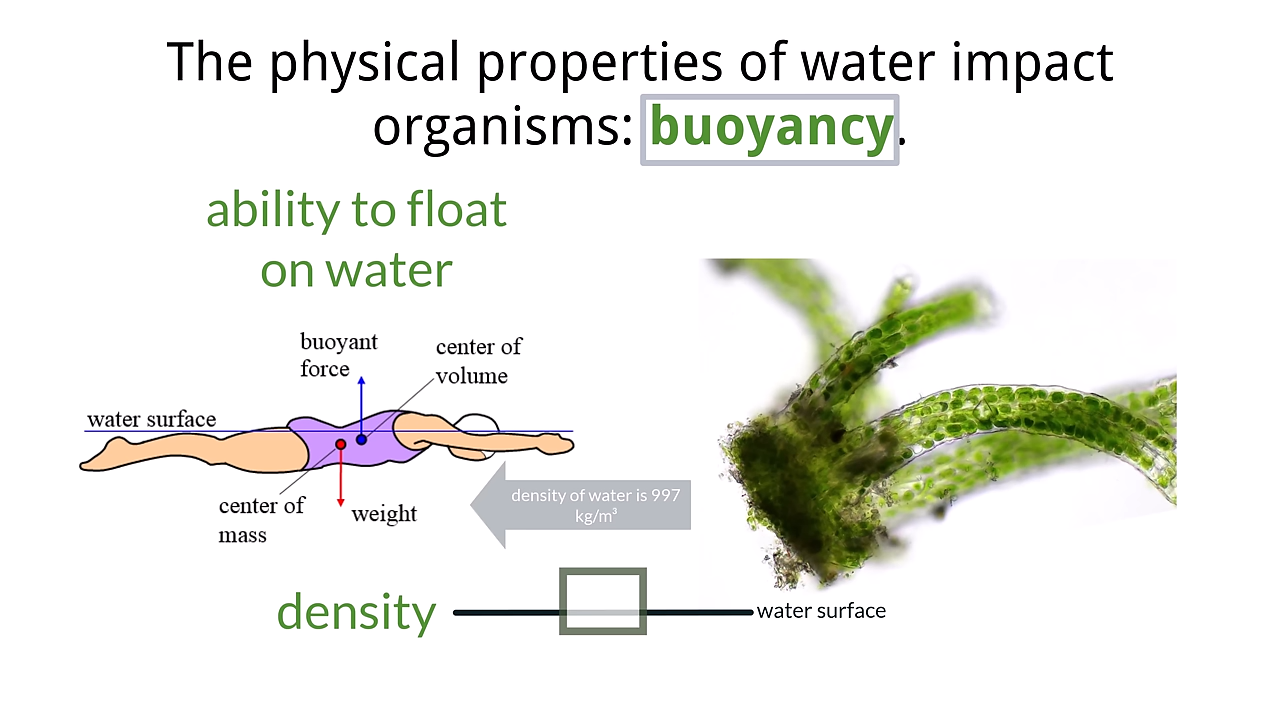 The physical properties of water impact
organisms: buoyancy.
ability to float
on water
buoyant
force
center of
volume
water surface
center of
mass
weight
density of water is 997
kg/m³
density
water surface